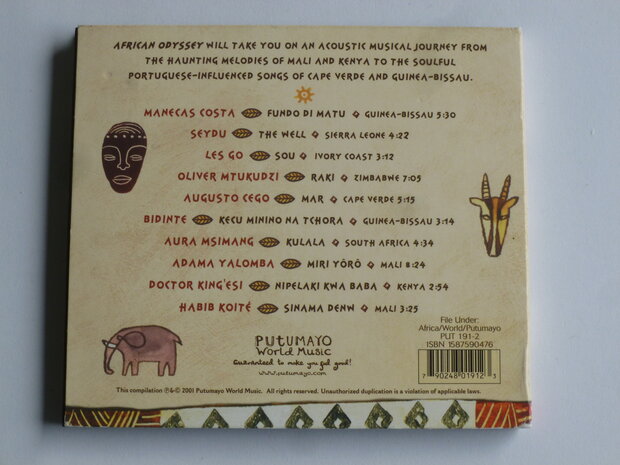 AFRICAN ODYSSEY WILL TAKE YOU ON AN ACOUSTIC MUSICAL JOURNEY FROM
THE HAUNTING MELODIES OF MALI AND KENYA TO THE SOULFUL
PORTUGUESE-INFLUENCED SONGS OF CAPE VERDE AND GUINEA-BISSAU.
MANECAS COSTA FUNDO DI MATU GUINEA-BISSAU 5:30
SEYDU THE WELL SIERRA LEONE 4:22
LES GO SOU IVORY COAST 3:12
OLIVER MTUKUDZI RAKI ZIMBABWE 7:05
AUGUSTO CEGO MAR CAPE VERDE 5:15
BIDINTE KECU MININO NA TCHORA GUINEA-BISSAU 3:14
AURA MSIMANG KULALA SOUTH AFRICA 4:34
ADAMA YALOMBA MIRI YÓRÓ MALI 8:24
DOCTOR KING'ESI NIPELAKI KWA BABA KENYA 2:54
HABIB KOITÉ SINAMA DENW MALI 3:25
File Under:
Africa/World/Putumayo
PUT 191-2
ISBN 1587590476
7 90248 01912 3
PUTUMAYO
World Music
Guaranteed to make you feel good!
www.putumayo.com
This compilation ℗&© 2001 Putumayo World Music. All rights reserved. Unauthorized duplication is a violation of applicable laws.